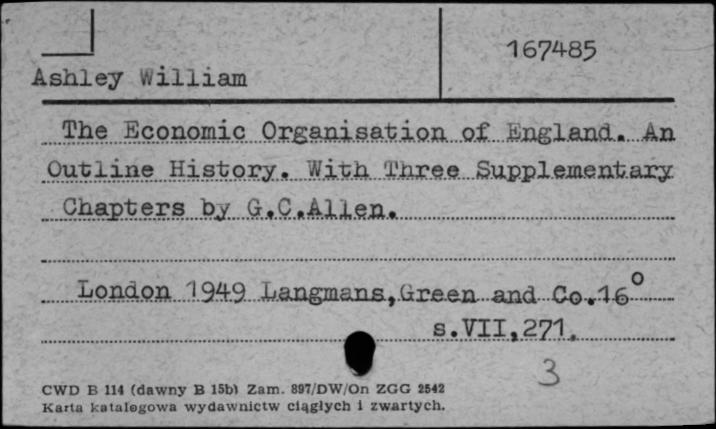 167485
Ashley William
The Economic Organisation of England. An
Outline History. With Three Supplementary
Chapters by G.C.Allen.
London 1949 Langmans,Green and Co.16°
s.VII,271.
3
CWD B 114 (dawny B 15b) Zam. 897/DW/On ZGG 2542
Karta katalogowa wydawnictw ciągłych i zwartych.